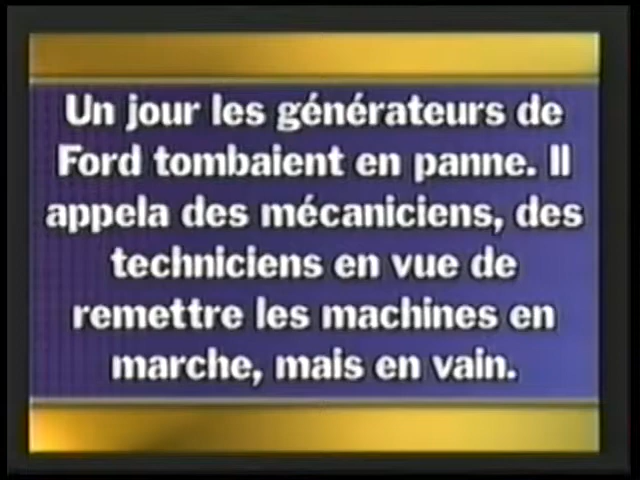 Un jour les générateurs de
Ford tombaient en panne. Il
appela des mécaniciens, des
techniciens en vue de
remettre les machines en
marche, mais en vain.